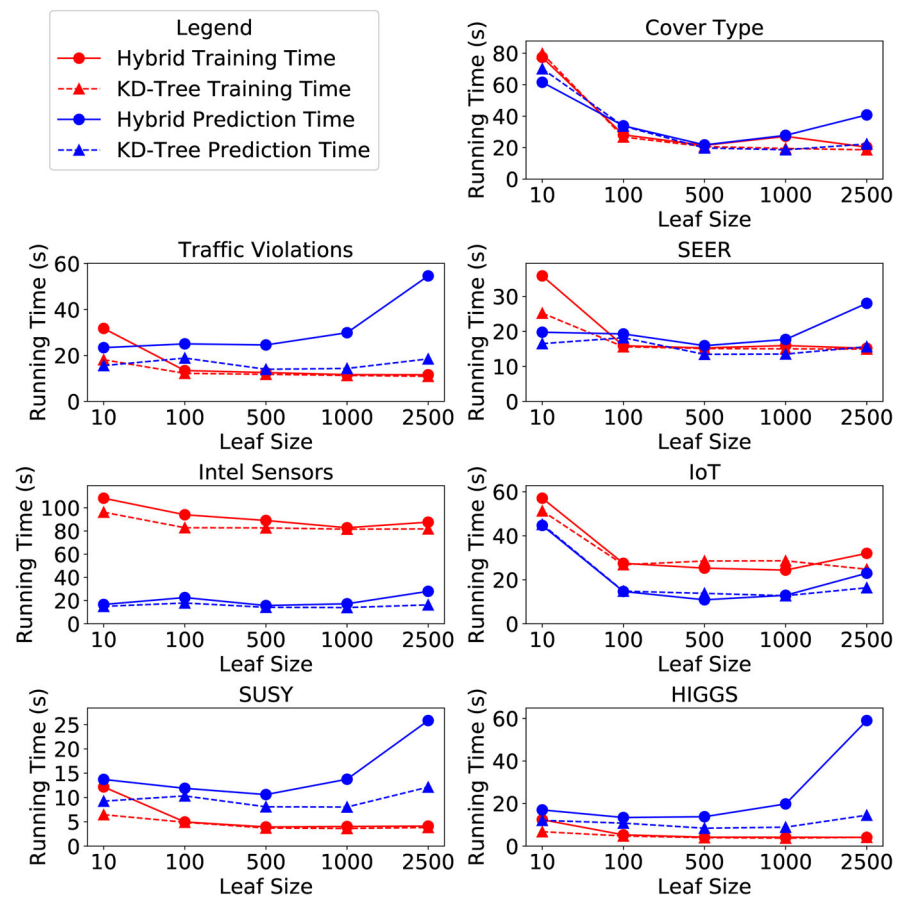 Legend
Hybrid Training Time
KD-Tree Training Time
Hybrid Prediction Time
KD-Tree Prediction Time
Cover Type
Running Time (s)
80
60
40
20
0
10 100 500 1000 2500
Leaf Size
Traffic Violations
Running Time (s)
60
40
20
0
10 100 500 1000 2500
Leaf Size
SEER
Running Time (s)
30
20
10
0
10 100 500 1000 2500
Leaf Size
Intel Sensors
Running Time (s)
100
80
60
40
20
0
10 100 500 1000 2500
Leaf Size
IoT
Running Time (s)
60
40
20
0
10 100 500 1000 2500
Leaf Size
SUSY
Running Time (s)
25
20
15
10
5
0
10 100 500 1000 2500
Leaf Size
HIGGS
Running Time (s)
60
40
20
0
10 100 500 1000 2500
Leaf Size